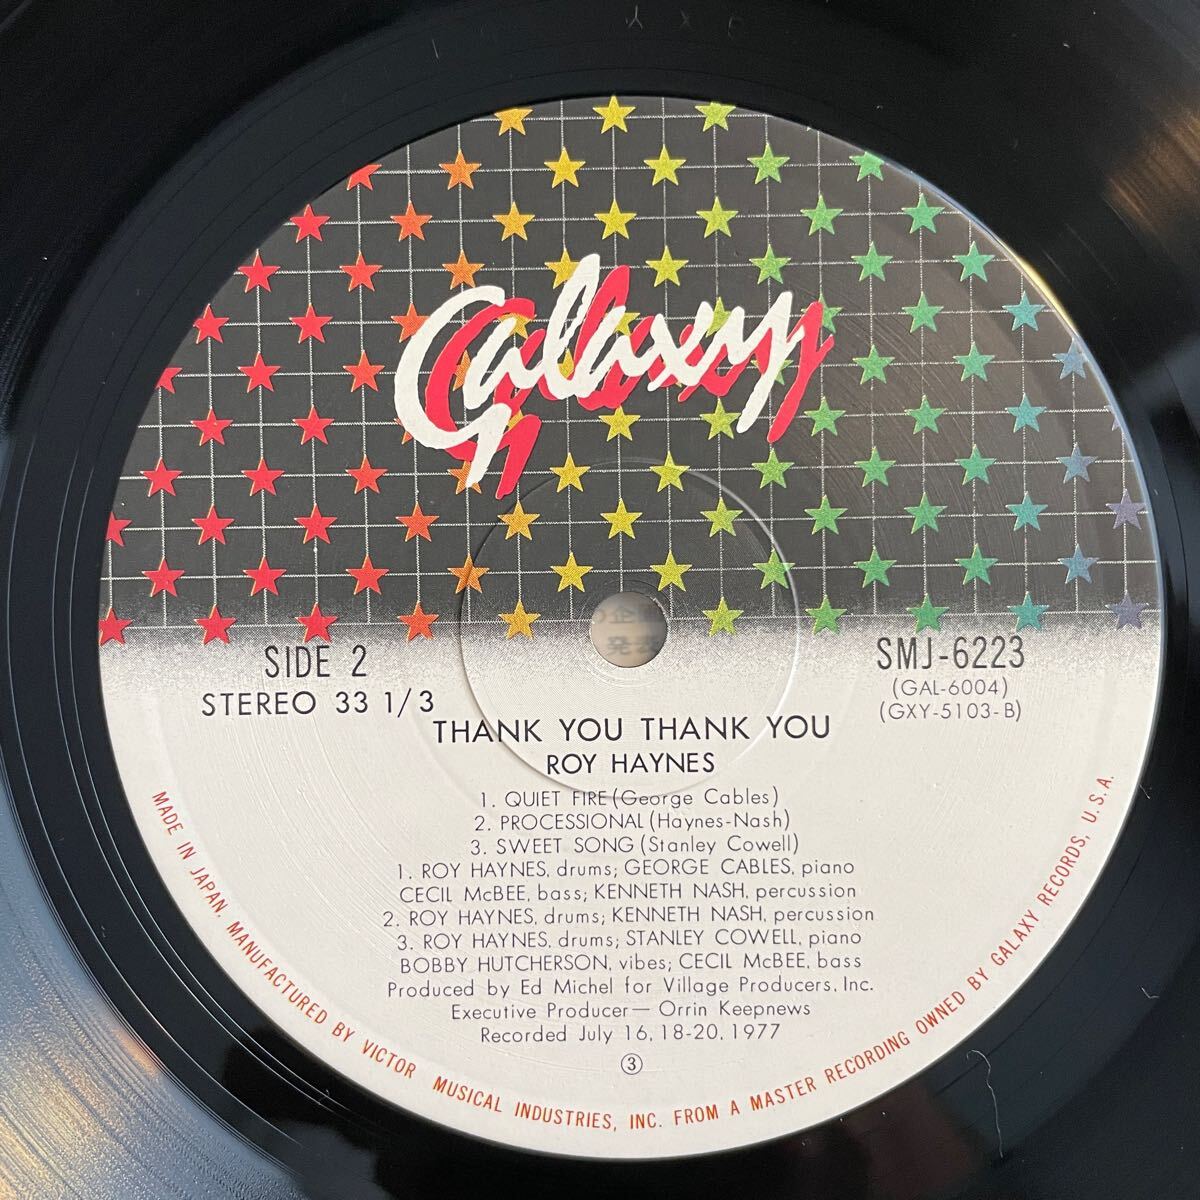 Galaxy
SIDE 2
STEREO 33 1/3
SMJ-6223
(GAL-6004)
(GXY-5103-B)
THANK YOU THANK YOU
ROY HAYNES
1. QUIET FIRE (George Cables)
2. PROCESSIONAL (Haynes-Nash)
3. SWEET SONG (Stanley Cowell)
1. ROY HAYNES, drums; GEORGE CABLES, piano
CECIL McBEE, bass; KENNETH NASH, percussion
2. ROY HAYNES, drums; KENNETH NASH, percussion
3. ROY HAYNES, drums; STANLEY COWELL, piano
BOBBY HUTCHERSON, vibes; CECIL McBEE, bass
Produced by Ed Michel for Village Producers, Inc.
Executive Producer— Orrin Keepnews
Recorded July 16, 18-20, 1977
③
MADE IN JAPAN. MANUFACTURED BY VICTOR MUSICAL INDUSTRIES, INC. FROM A MASTER RECORDING OWNED BY GALAXY RECORDS, U.S.A.
の企
発表